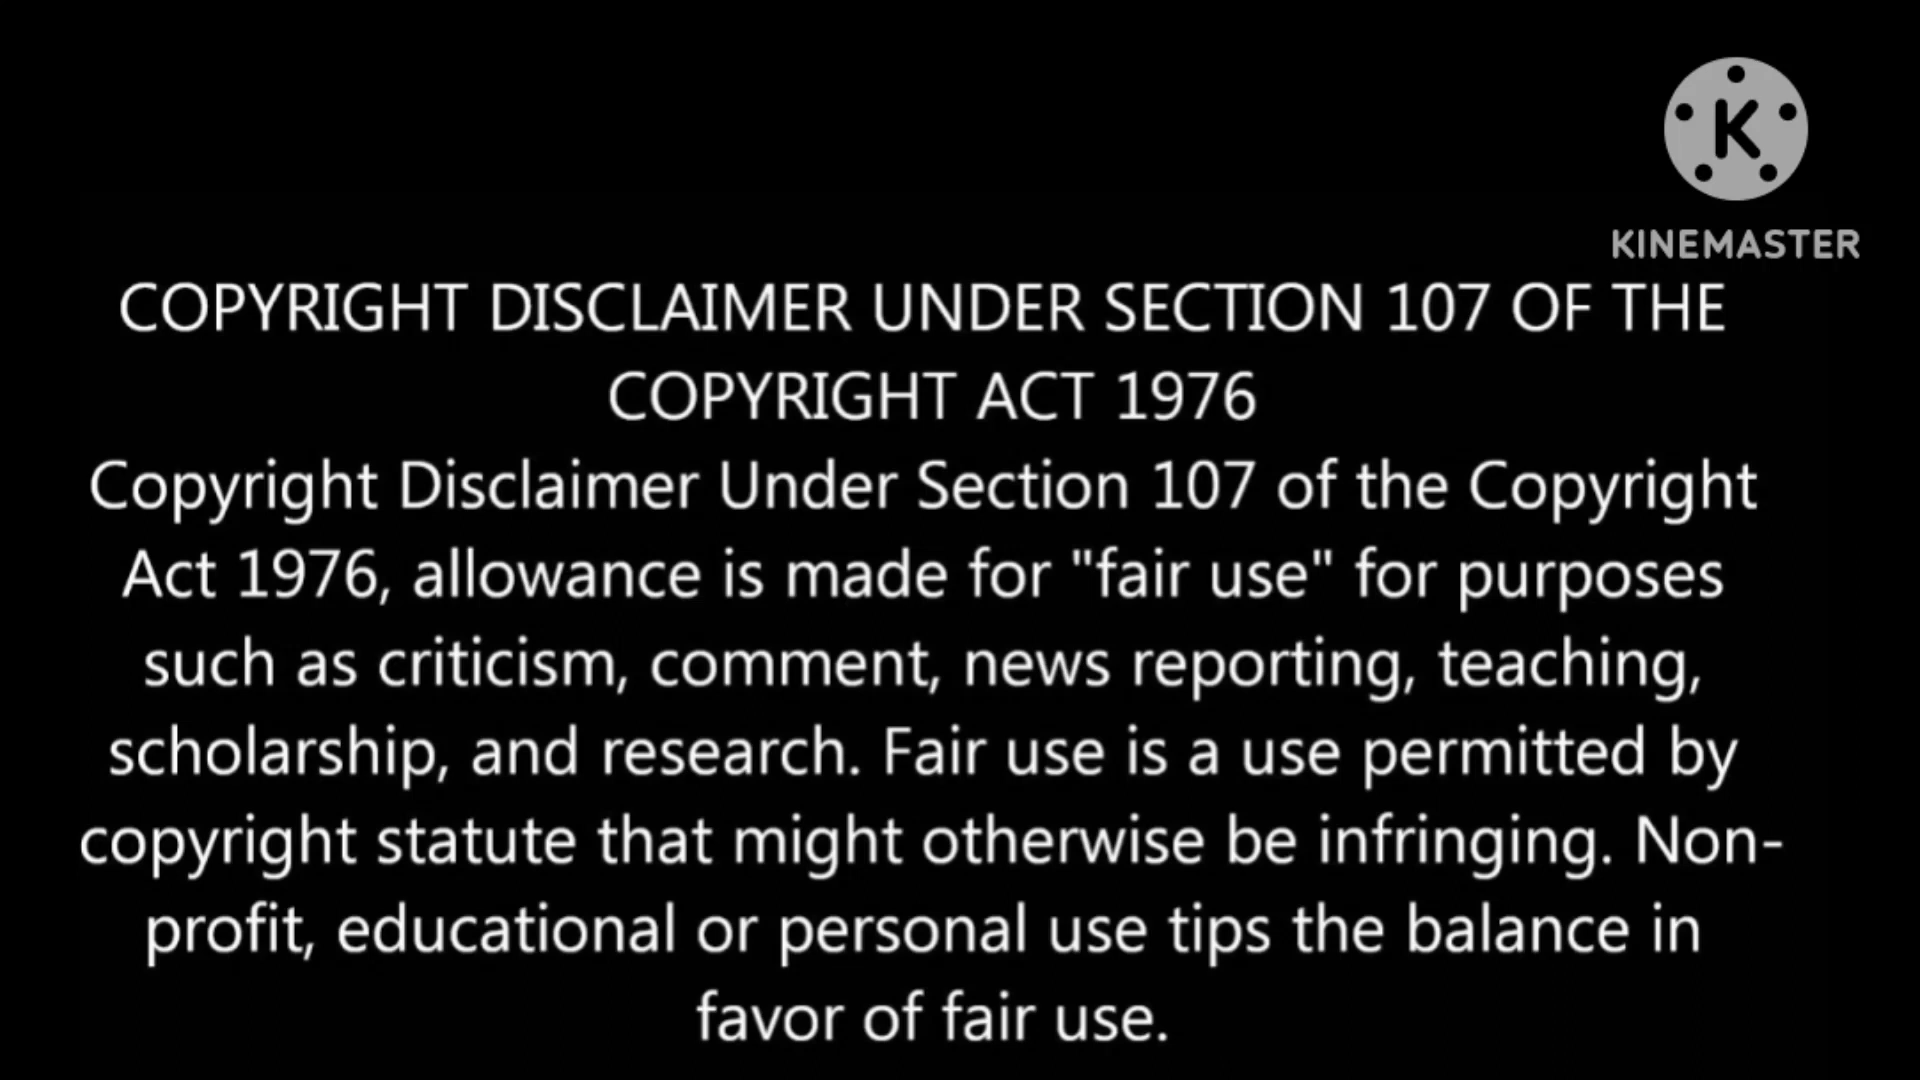 K
KINEMASTER
COPYRIGHT DISCLAIMER UNDER SECTION 107 OF THE
COPYRIGHT ACT 1976
Copyright Disclaimer Under Section 107 of the Copyright
Act 1976, allowance is made for "fair use" for purposes
such as criticism, comment, news reporting, teaching,
scholarship, and research. Fair use is a use permitted by
copyright statute that might otherwise be infringing. Non-
profit, educational or personal use tips the balance in
favor of fair use.